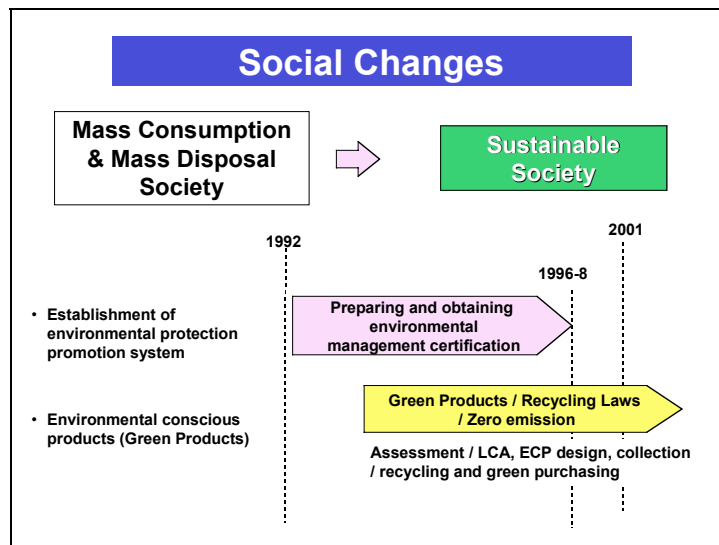 Social Changes
Mass Consumption
& Mass Disposal
Society
Sustainable
Society
1992
2001
1996-8
• Establishment of
environmental protection
promotion system
Preparing and obtaining
environmental
management certification
• Environmental conscious
products (Green Products)
Green Products / Recycling Laws
/ Zero emission
Assessment / LCA, ECP design, collection
/ recycling and green purchasing